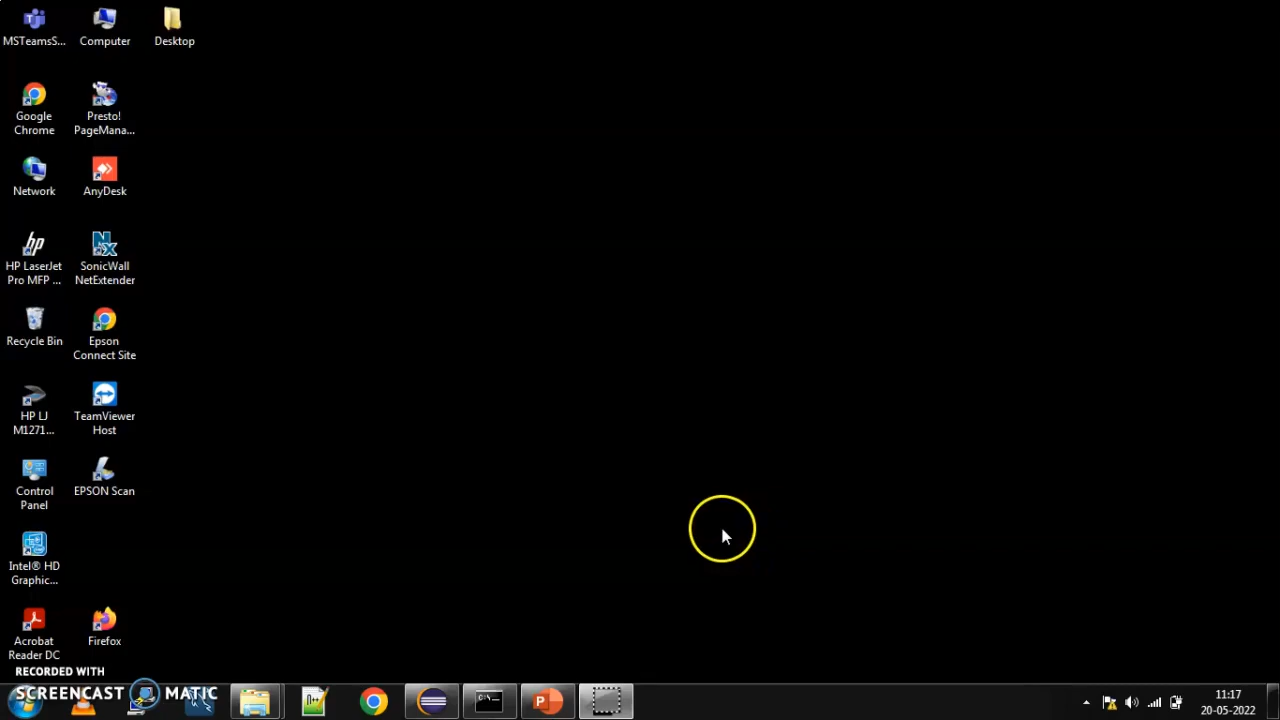 MSTeamsS...
Computer
Desktop
Google
Chrome
Presto!
PageMana...
Network
AnyDesk
hp
HP LaserJet
Pro MFP ...
SonicWall
NetExtender
Recycle Bin
Epson
Connect Site
HP LJ
M1271...
TeamViewer
Host
Control
Panel
EPSON Scan
Intel® HD
Graphic...
Acrobat
Reader DC
Firefox
RECORDED WITH
SCREENCAST MATIC
C:\.
P
11:17
20-05-2022